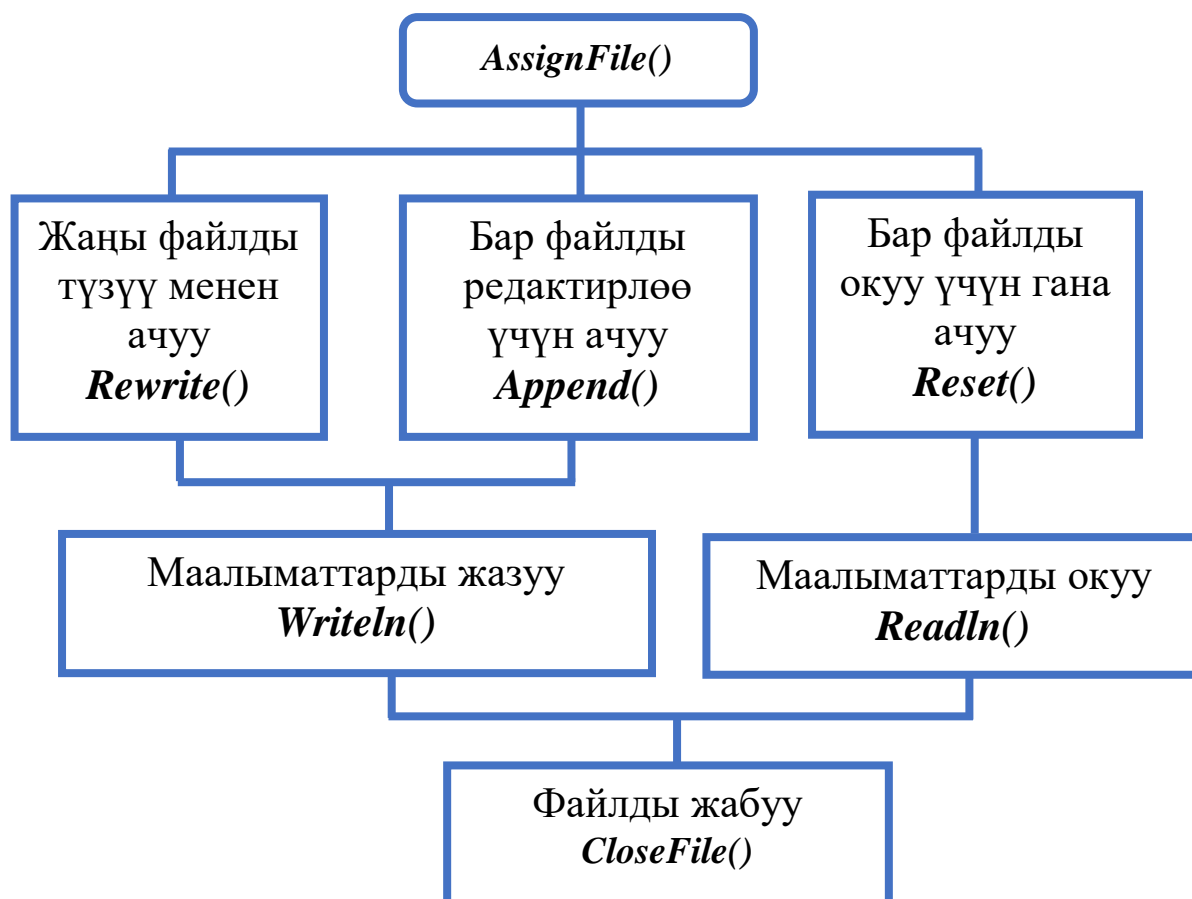 AssignFile()
Жаңы файлды
түзүү менен
ачуу
Rewrite()
Бар файлды
редактирлөө
үчүн ачуу
Append()
Бар файлды
окуу үчүн гана
ачуу
Reset()
Маалыматтарды жазуу
Writeln()
Маалыматтарды окуу
Readln()
Файлды жабуу
CloseFile()